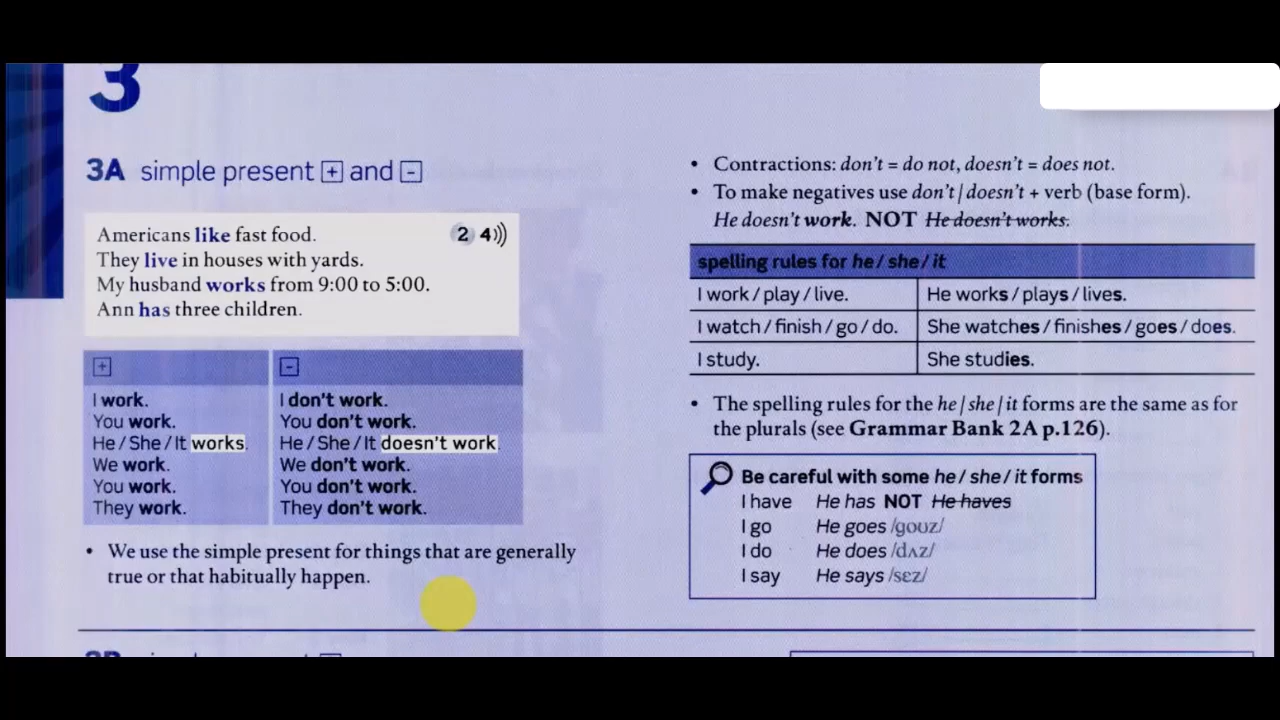 3
3A simple present + and -
Americans like fast food.
2 4
They live in houses with yards.
My husband works from 9:00 to 5:00.
Ann has three children.
+
I work.
You work.
He / She / It works.
We work.
You work.
They work.
-
I don't work.
You don't work.
He / She / It doesn't work.
We don't work.
You don't work.
They don't work.
• We use the simple present for things that are generally
true or that habitually happen.
• Contractions: don't = do not, doesn't = does not.
• To make negatives use don't / doesn't + verb (base form).
He doesn't work. NOT He doesn't works.
spelling rules for he / she / it
I work / play / live. He works / plays / lives.
I watch / finish / go / do. She watches / finishes / goes / does.
I study. She studies.
• The spelling rules for the he / she / it forms are the same as for
the plurals (see Grammar Bank 2A p.126).
Be careful with some he / she / it forms
I have He has NOT He haves
I go He goes /goʊz/
I do He does /dʌz/
I say He says /sɛz/